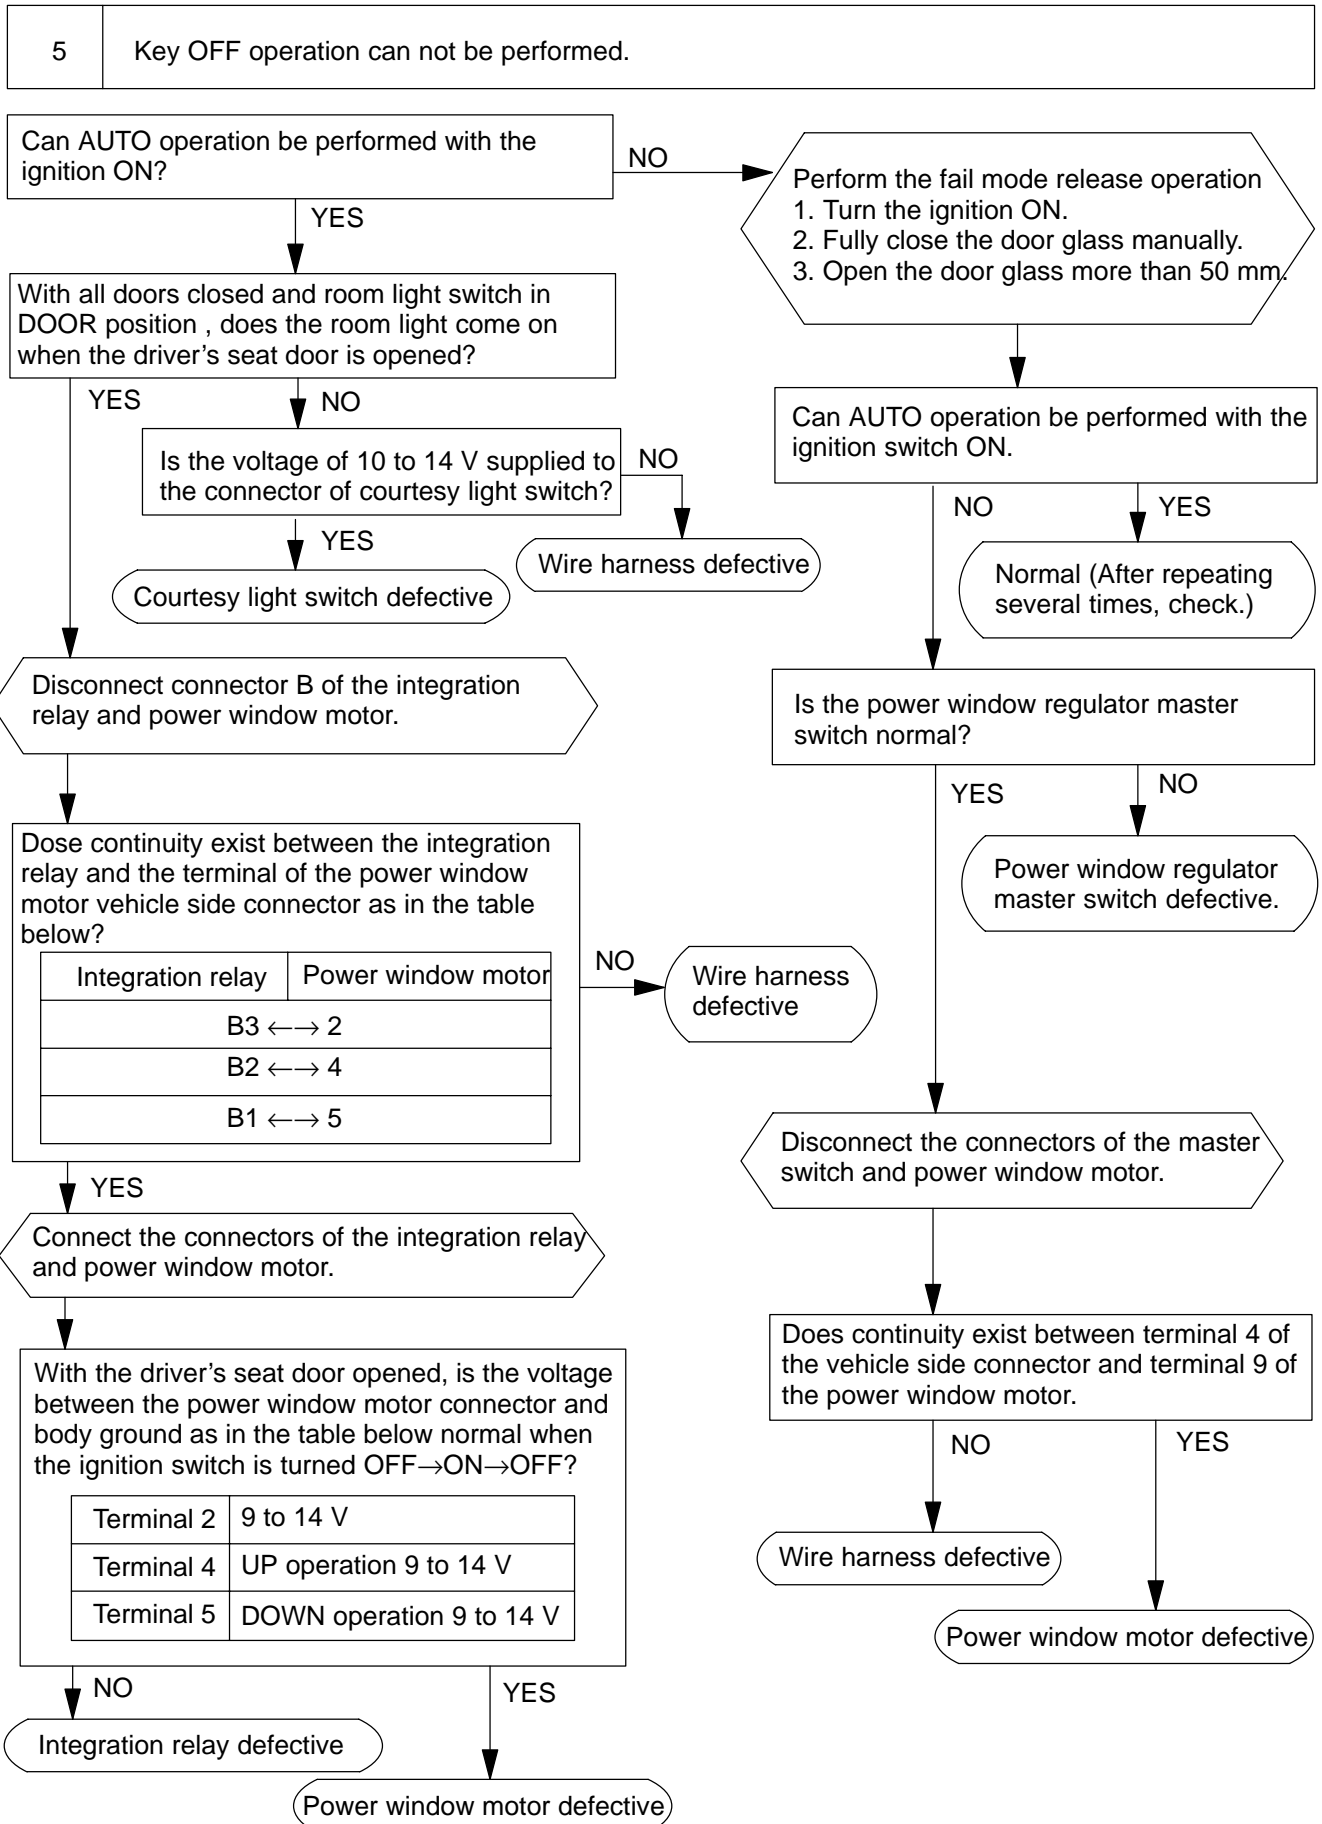 5 Key OFF operation can not be performed.
Can AUTO operation be performed with the
ignition ON?
NO
YES
Perform the fail mode release operation
1. Turn the ignition ON.
2. Fully close the door glass manually.
3. Open the door glass more than 50 mm.
With all doors closed and room light switch in
DOOR position , does the room light come on
when the driver’s seat door is opened?
YES
NO
Is the voltage of 10 to 14 V supplied to
the connector of courtesy light switch?
NO
YES
Wire harness defective
Courtesy light switch defective
Can AUTO operation be performed with the
ignition switch ON.
NO
YES
Normal (After repeating
several times, check.)
Disconnect connector B of the integration
relay and power window motor.
Is the power window regulator master
switch normal?
YES
NO
Power window regulator
master switch defective.
Dose continuity exist between the integration
relay and the terminal of the power window
motor vehicle side connector as in the table
below?
Integration relay Power window motor
B3 ←→ 2
B2 ←→ 4
B1 ←→ 5
NO
Wire harness
defective
YES
Connect the connectors of the integration relay
and power window motor.
Disconnect the connectors of the master
switch and power window motor.
With the driver’s seat door opened, is the voltage
between the power window motor connector and
body ground as in the table below normal when
the ignition switch is turned OFF→ON→OFF?
Terminal 2 9 to 14 V
Terminal 4 UP operation 9 to 14 V
Terminal 5 DOWN operation 9 to 14 V
NO
YES
Integration relay defective
Power window motor defective
Does continuity exist between terminal 4 of
the vehicle side connector and terminal 9 of
the power window motor.
NO
YES
Wire harness defective
Power window motor defective